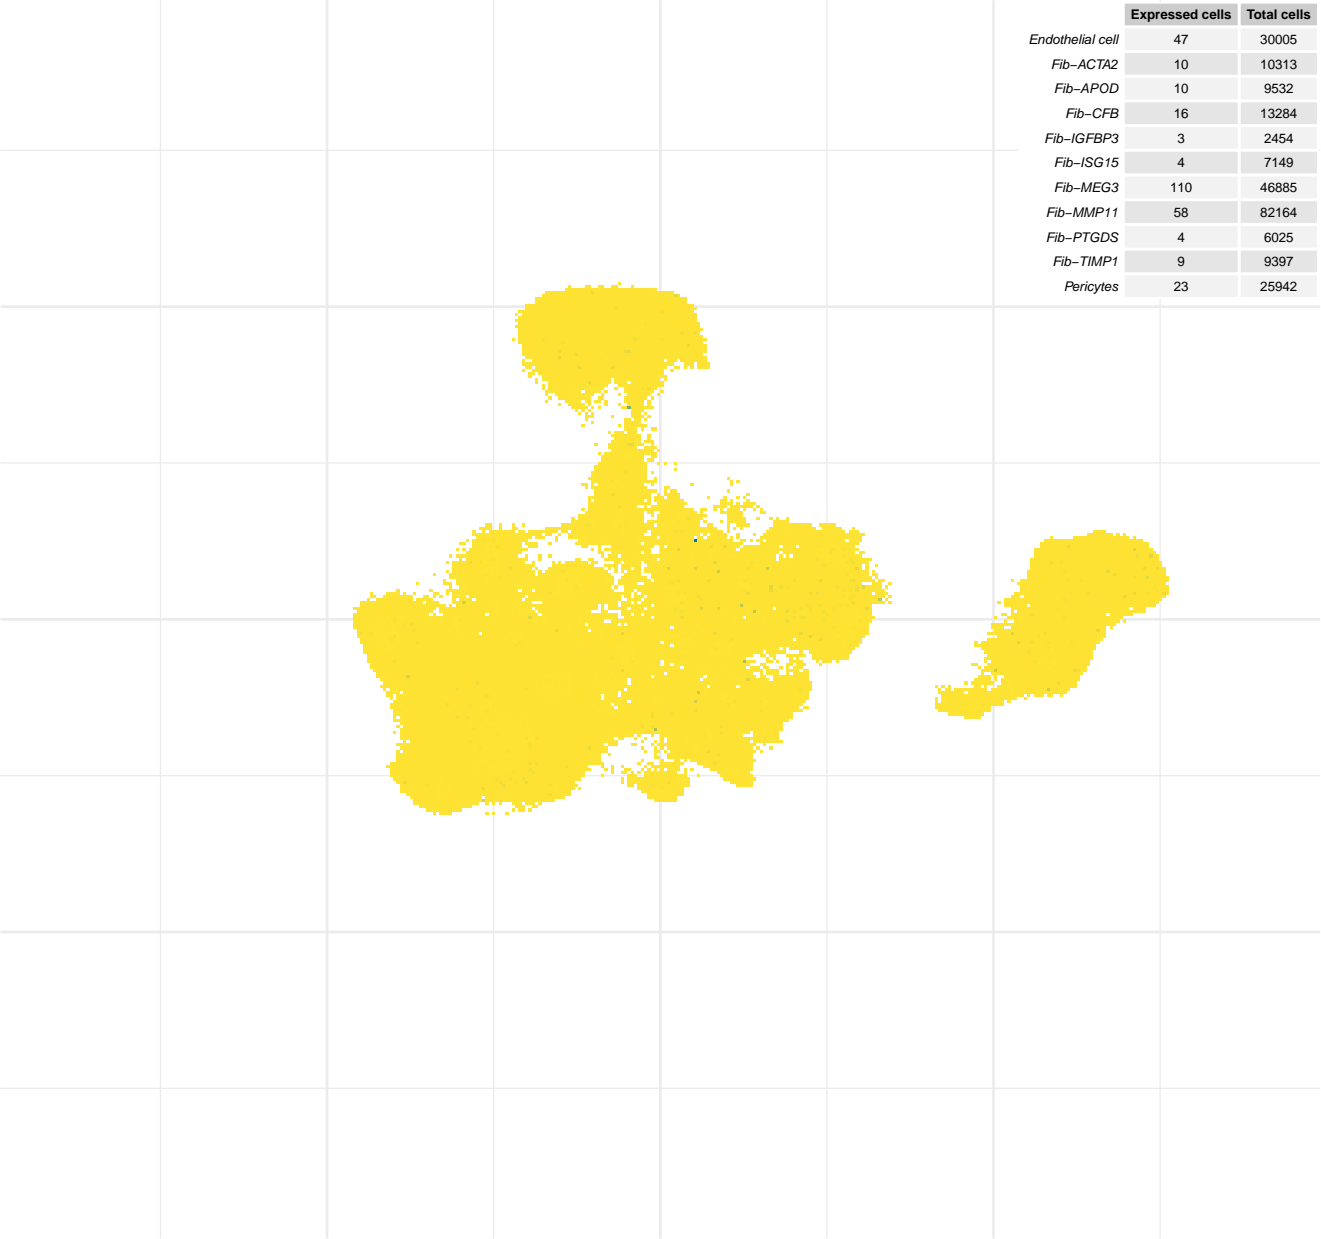 Expressed cells Total cells
Endothelial cell 47 30005
Fib−ACTA2 10 10313
Fib−APOD 10 9532
Fib−CFB 16 13284
Fib−IGFBP3 3 2454
Fib−ISG15 4 7149
Fib−MEG3 110 46885
Fib−MMP11 58 82164
Fib−PTGDS 4 6025
Fib−TIMP1 9 9397
Pericytes 23 25942